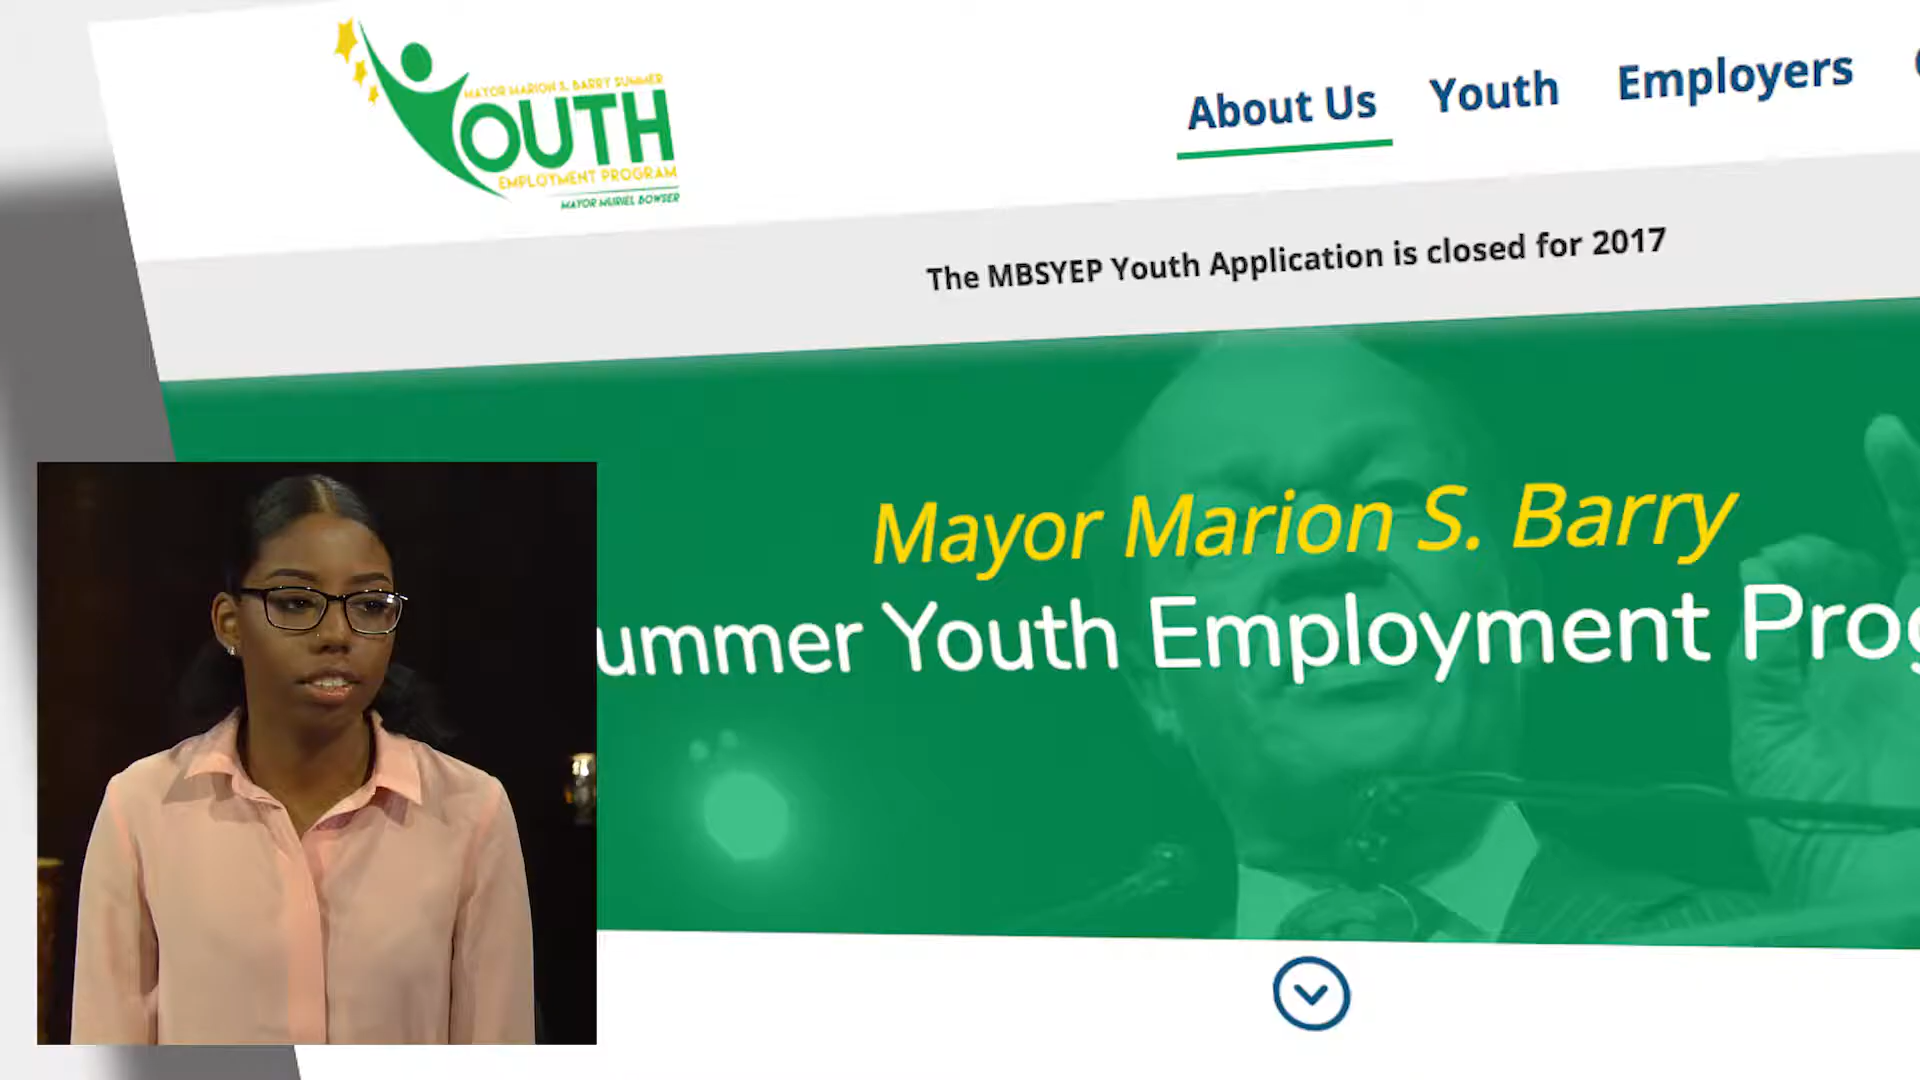 MAYOR MARION S. BARRY SUMMER
YOUTH
EMPLOYMENT PROGRAM
MAYOR MURIEL BOWSER
About Us Youth Employers
The MBSYEP Youth Application is closed for 2017
Mayor Marion S. Barry
ummer Youth Employment Prog